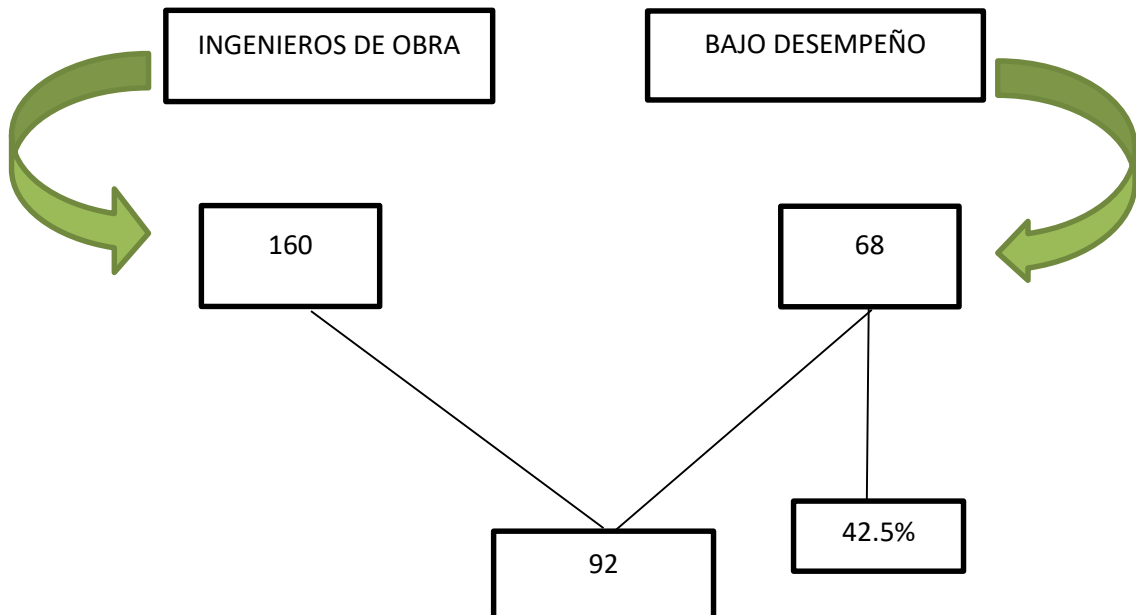 INGENIEROS DE OBRA
BAJO DESEMPEÑO
160
68
42.5%
92